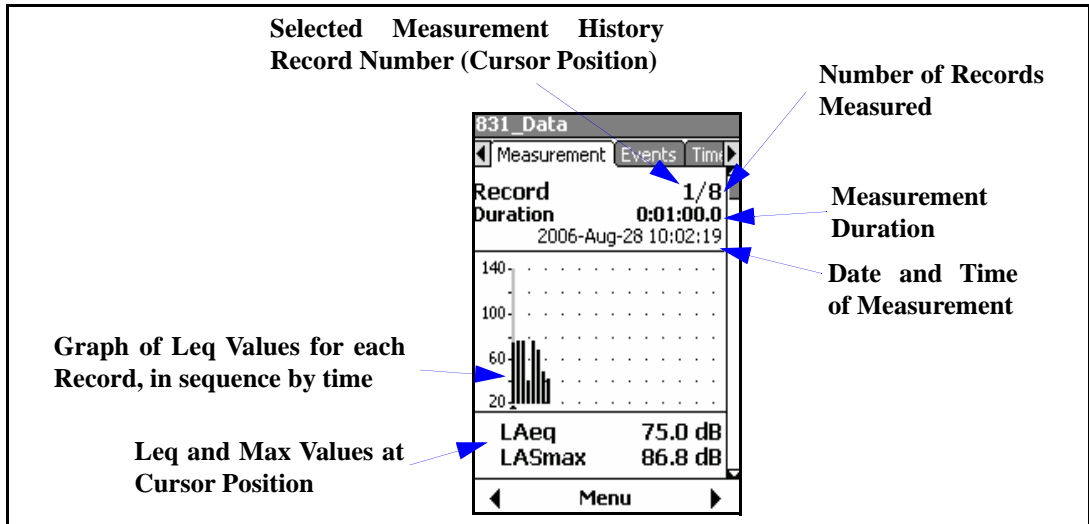 Selected Measurement History
Record Number (Cursor Position)
Number of Records
Measured
831_Data
Measurement Events Time
Record 1/8
Duration 0:01:00.0
2006-Aug-28 10:02:19
Measurement
Duration
Date and Time
of Measurement
140
100
60
20
Graph of Leq Values for each
Record, in sequence by time
LAeq 75.0 dB
LASmax 86.8 dB
Leq and Max Values at
Cursor Position
Menu